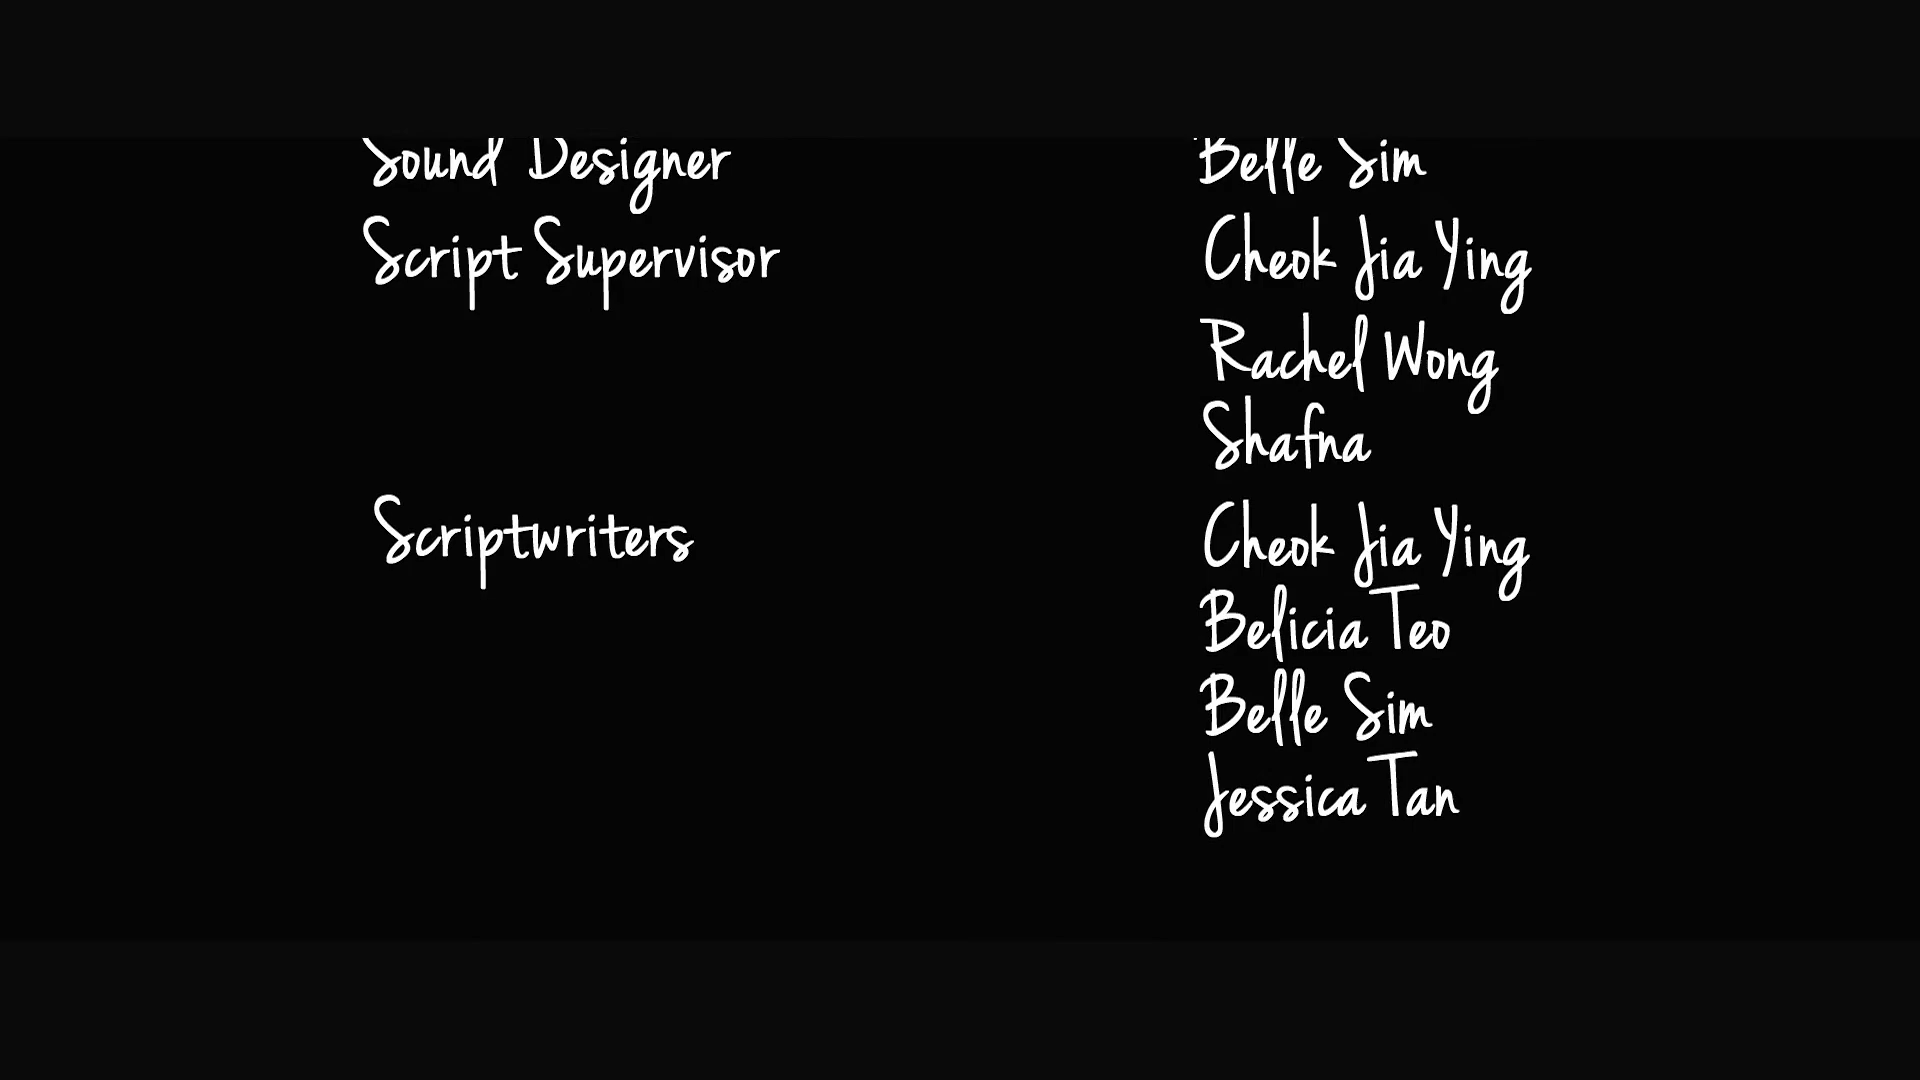 Sound Designer Belle Sim
Script Supervisor Cheok Jia Ying
Rachel Wong
Shafna
Scriptwriters Cheok Jia Ying
Belicia Teo
Belle Sim
Jessica Tan